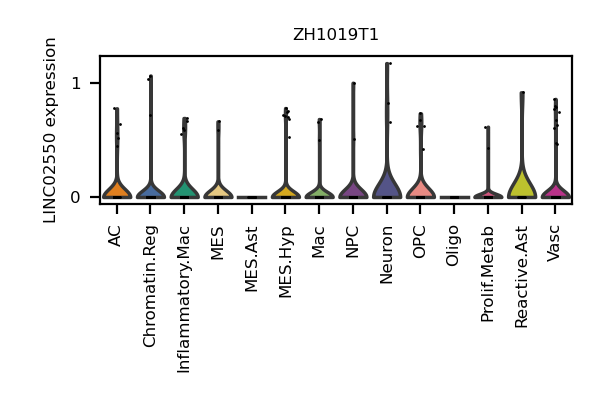 ZH1019T1
LINC02550 expression
1
0
AC
Chromatin.Reg
Inflammatory.Mac
MES
MES.Ast
MES.Hyp
Mac
NPC
Neuron
OPC
Oligo
Prolif.Metab
Reactive.Ast
Vasc